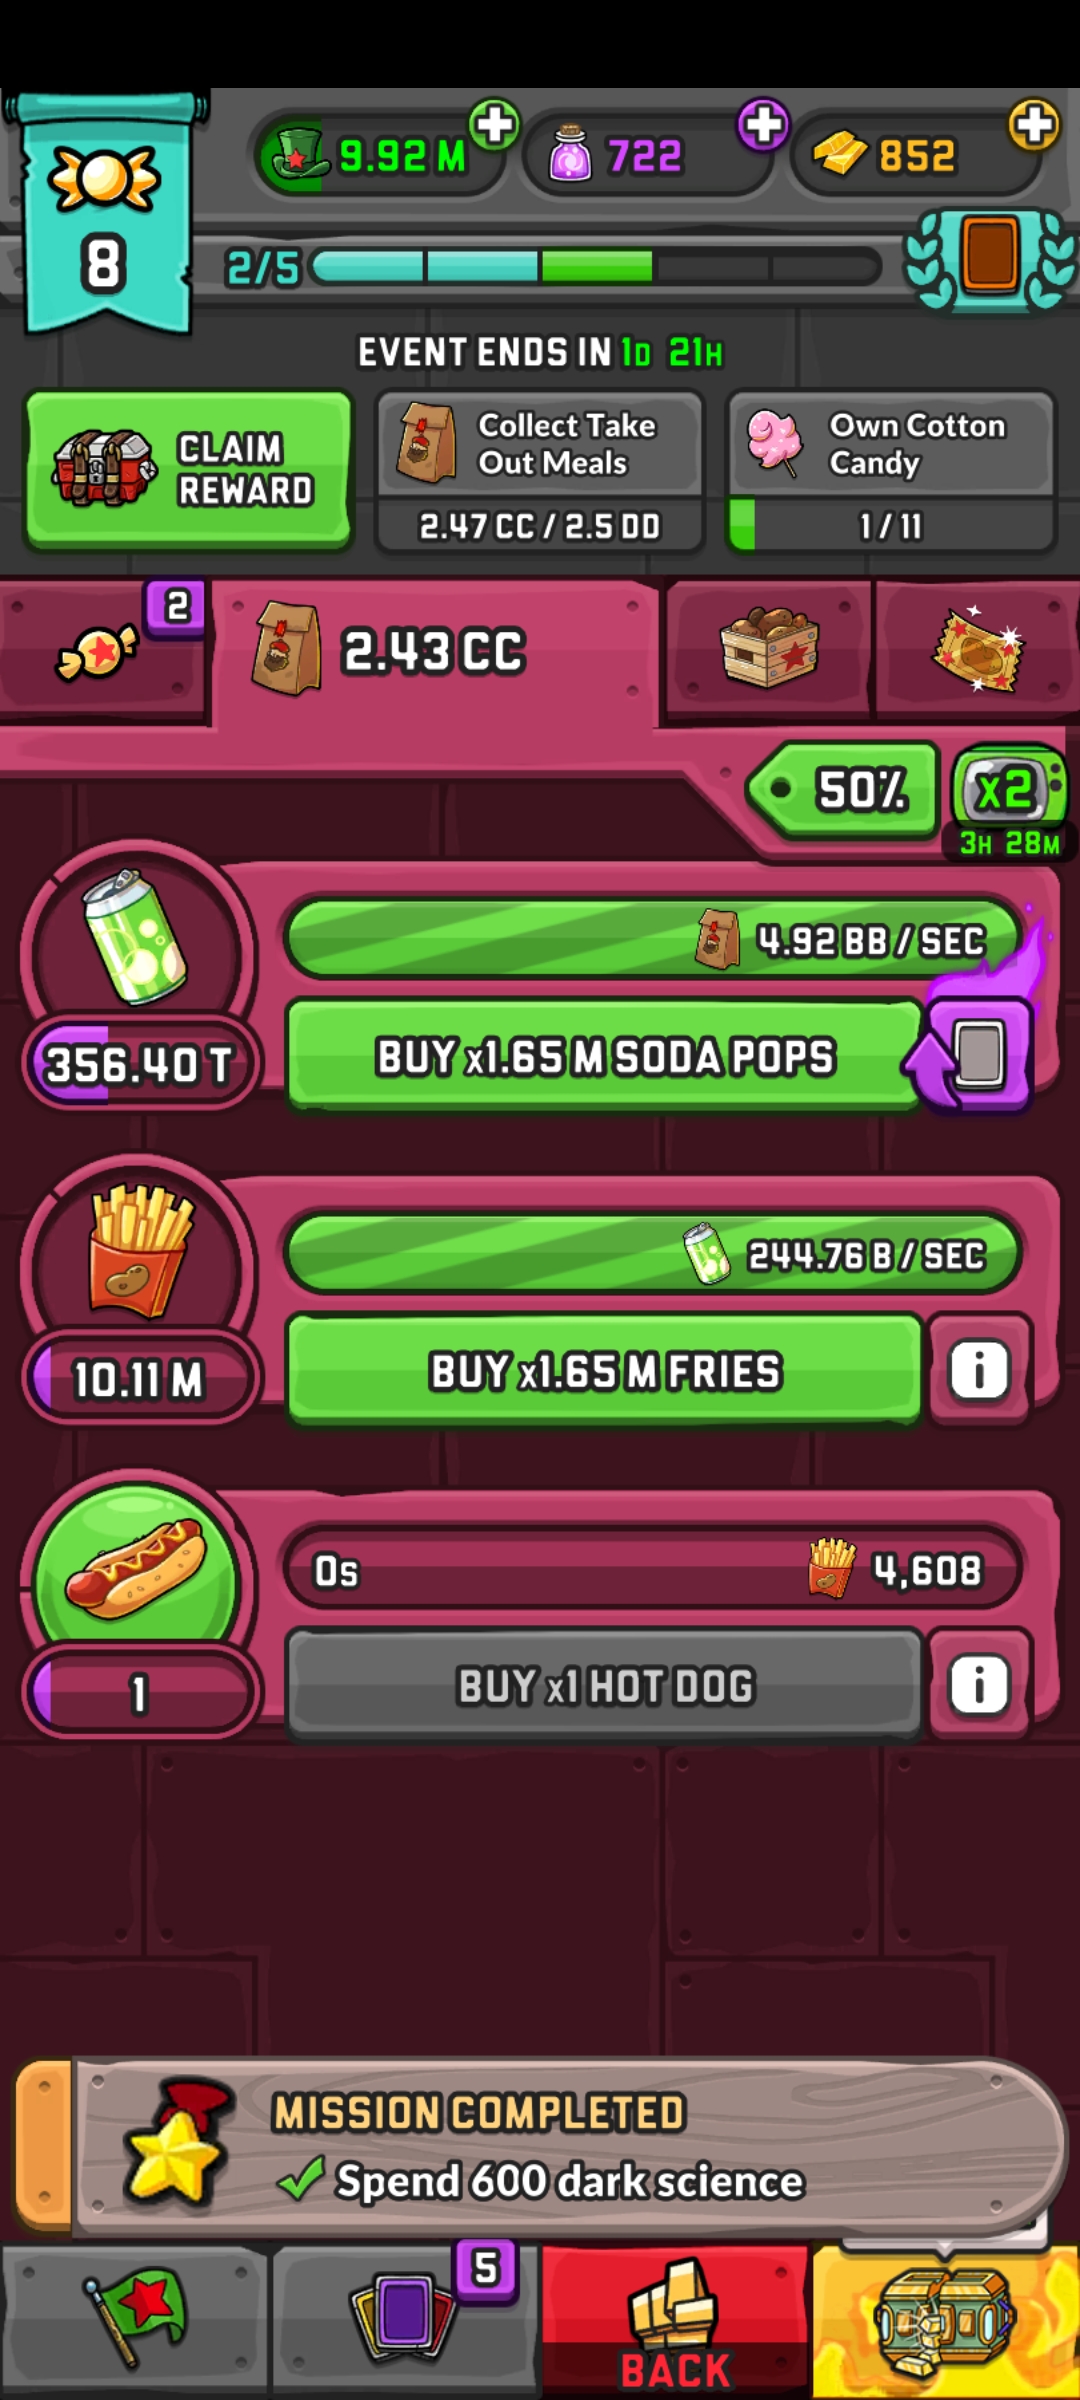 9.92 M
722
852
8
2/5
EVENT ENDS IN 1D 21H
CLAIM
REWARD
Collect Take
Out Meals
2.47 CC / 2.5 DD
Own Cotton
Candy
1 / 11
2
2.43 CC
50%
x2
3H 28M
4.92 BB / SEC
356.40 T
BUY x1.65 M SODA POPS
244.76 B / SEC
10.11 M
BUY x1.65 M FRIES
i
0s
4,608
1
BUY x1 HOT DOG
i
MISSION COMPLETED
Spend 600 dark science
5
BACK